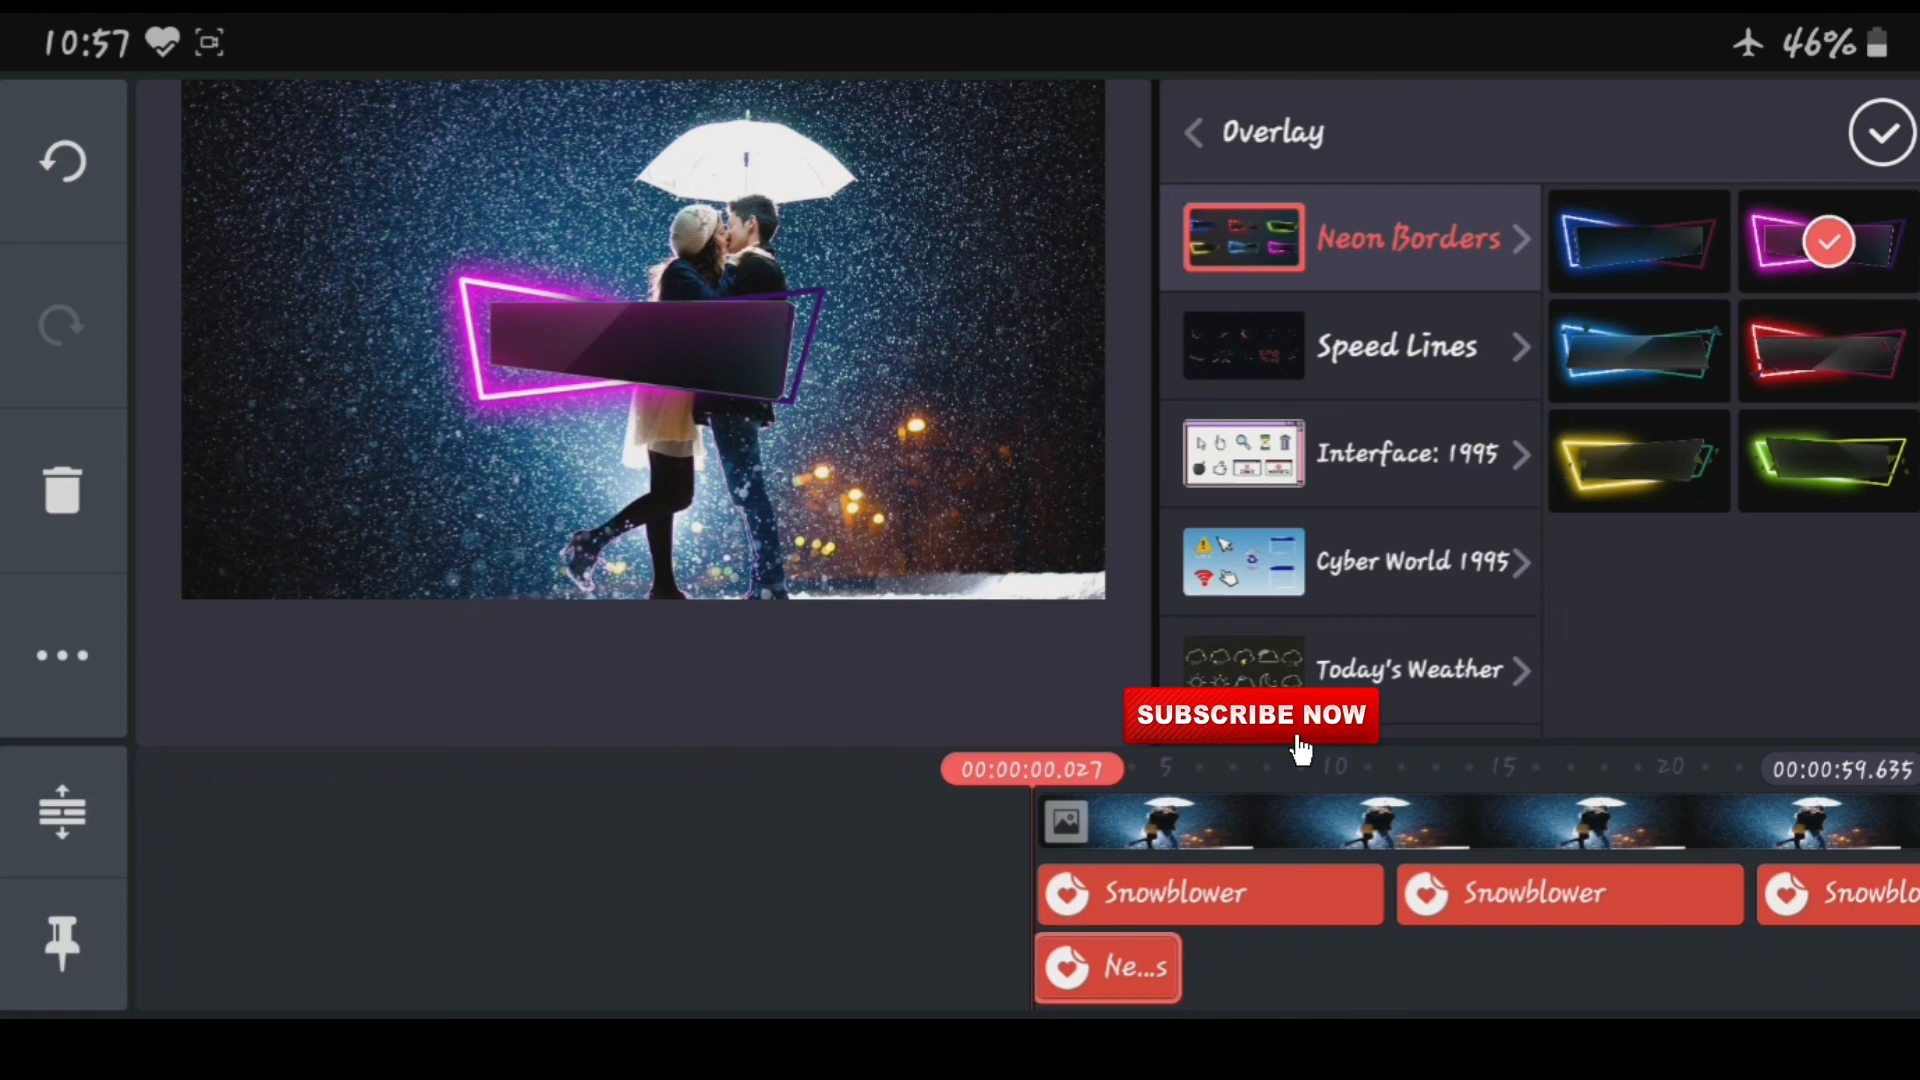 10:57
46%
Overlay
Neon Borders
Speed Lines
Interface: 1995
Cyber World 1995
Today's Weather
SUBSCRIBE NOW
00:00:00.027
5
10
15
20
00:00:59.635
Snowblower
Snowblower
Snowblo
Ne...s